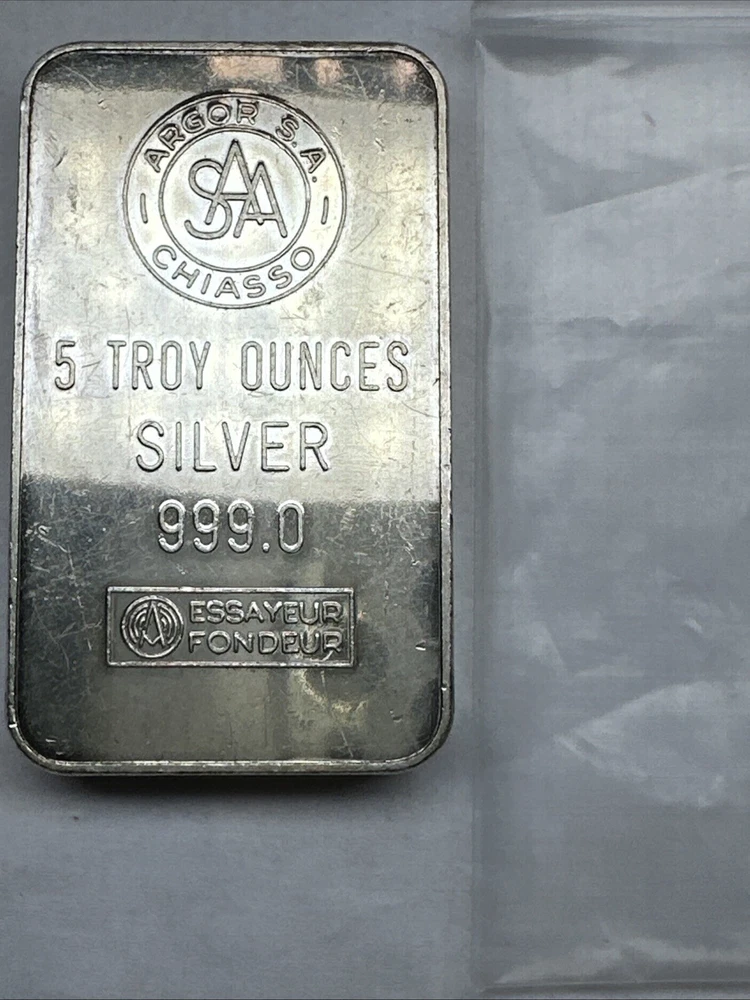 ARGOR S.A.
SAA
CHIASSO
5 TROY OUNCES
SILVER
999.0
ESSAYEUR
FONDEUR